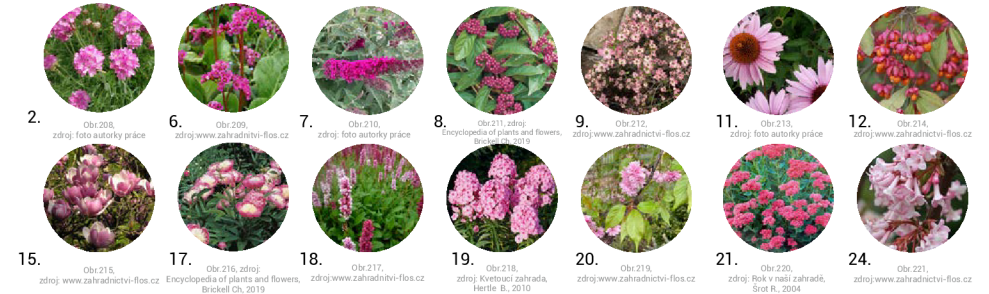 2.
Obr.208,
zdroj: foto autorky práce
6.
Obr.209,
zdroj:www.zahradnitvi-flos.cz
7.
Obr.210,
zdroj: foto autorky práce
8.
Obr.211, zdroj:
Encyclopedia of plants and flowers,
Brickell Ch, 2019
9.
Obr.212,
zdroj:www.zahradnictvi-flos.cz
11.
Obr.213,
zdroj: foto autorky práce
12.
Obr.214,
zdroj:www.zahradnictvi-flos.cz
15.
Obr.215,
zdroj: www.zahradnictvi-flos.cz
17.
Obr.216, zdroj:
Encyclopedia of plants and flowers,
Brickell Ch, 2019
18.
Obr.217,
zdroj:www.zahradnitvi-flos.cz
19.
Obr.218,
zdroj: Kvetoucí zahrada,
Hertle B., 2010
20.
Obr.219,
zdroj:www.zahradnictvi-flos.cz
21.
Obr.220,
zdroj: Rok v naší zahradě,
Šrot R., 2004
24.
Obr.221,
zdroj:www.zahradnictvi-flos.cz